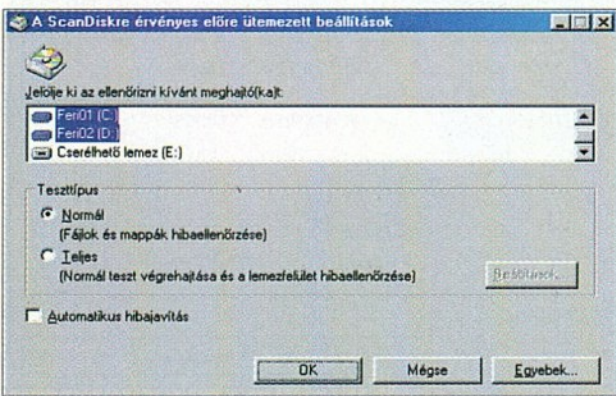 A ScanDiskre érvényes előre ütemezett beállítások
Jelölje ki az ellenőrizni kívánt meghajtó(ka)t:
Feri01 (C:)
Feri02 (D:)
Cserélhető lemez (E:)
Teszttípus
Normál
(Fájlok és mappák hibaellenőrzése)
Teljes
(Normál teszt végrehajtása és a lemezfelület hibaellenőrzése)
Beállítások...
Automatikus hibajavítás
OK
Mégse
Egyebek...